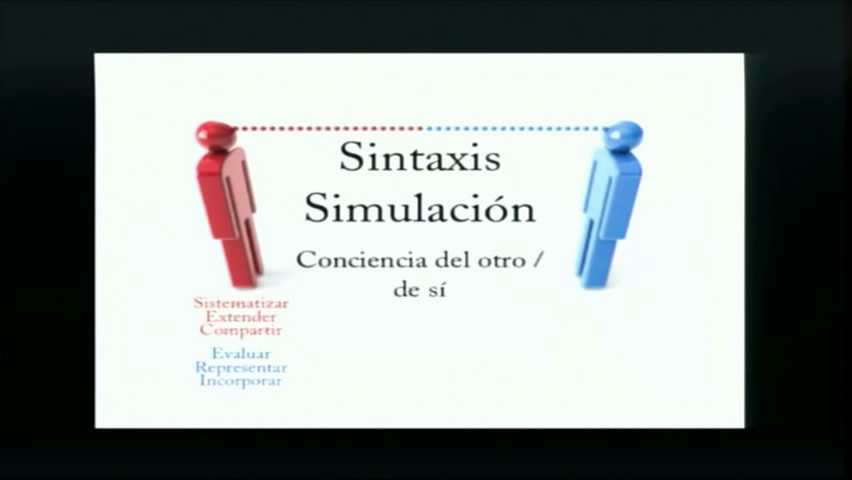 Sintaxis
Simulación
Conciencia del otro /
de sí
Sistematizar
Extender
Compartir
Evaluar
Representar
Incorporar